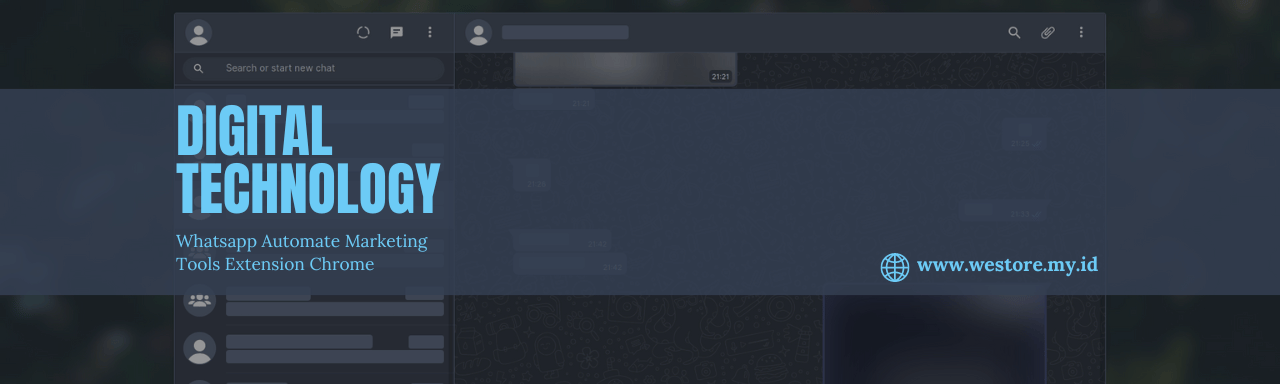 Search or start new chat
21:21
DIGITAL
TECHNOLOGY
Whatsapp Automate Marketing
Tools Extension Chrome
www.westore.my.id